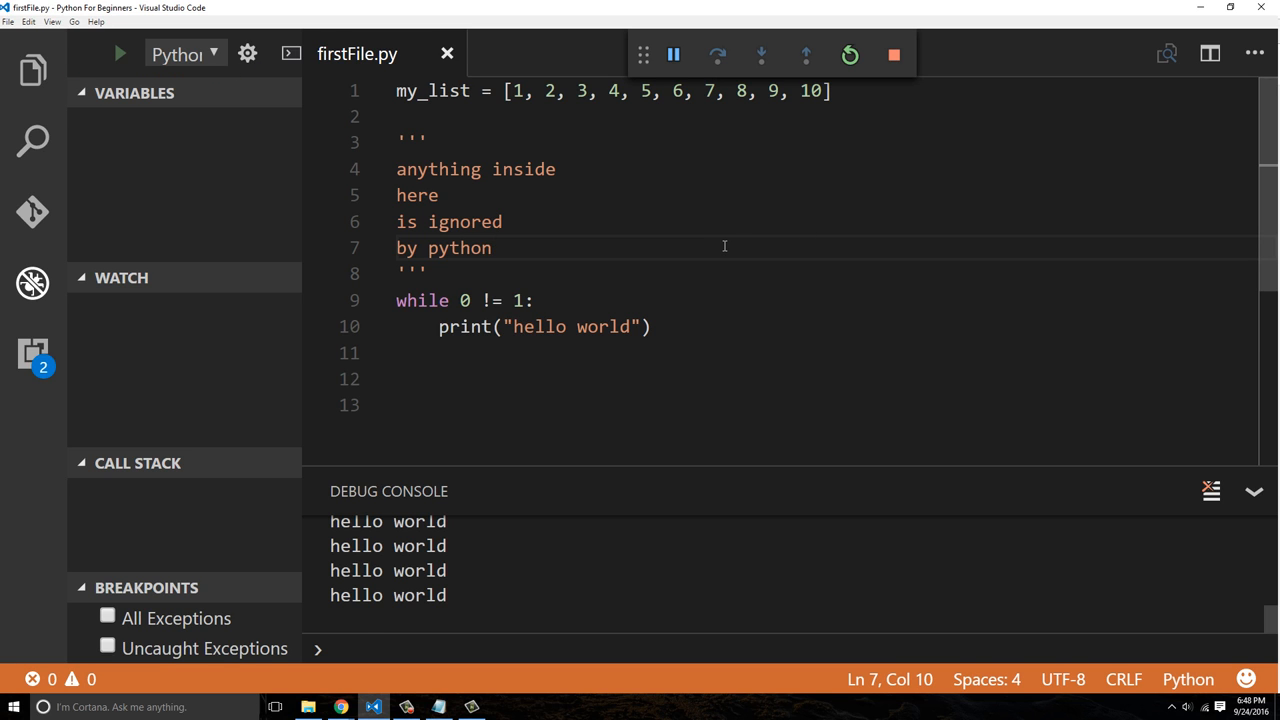 firstFile.py - Python For Beginners - Visual Studio Code
File Edit View Go Help
firstFile.py
VARIABLES
WATCH
CALL STACK
BREAKPOINTS
All Exceptions
Uncaught Exceptions
1 my_list = [1, 2, 3, 4, 5, 6, 7, 8, 9, 10]
2
3 '''
4 anything inside
5 here
6 is ignored
7 by python
8 '''
9 while 0 != 1:
10     print("hello world")
11
12
13
DEBUG CONSOLE
hello world
hello world
hello world
hello world
2
0 0
Ln 7, Col 10 Spaces: 4 UTF-8 CRLF Python
I'm Cortana. Ask me anything.
6:48 PM
9/24/2016